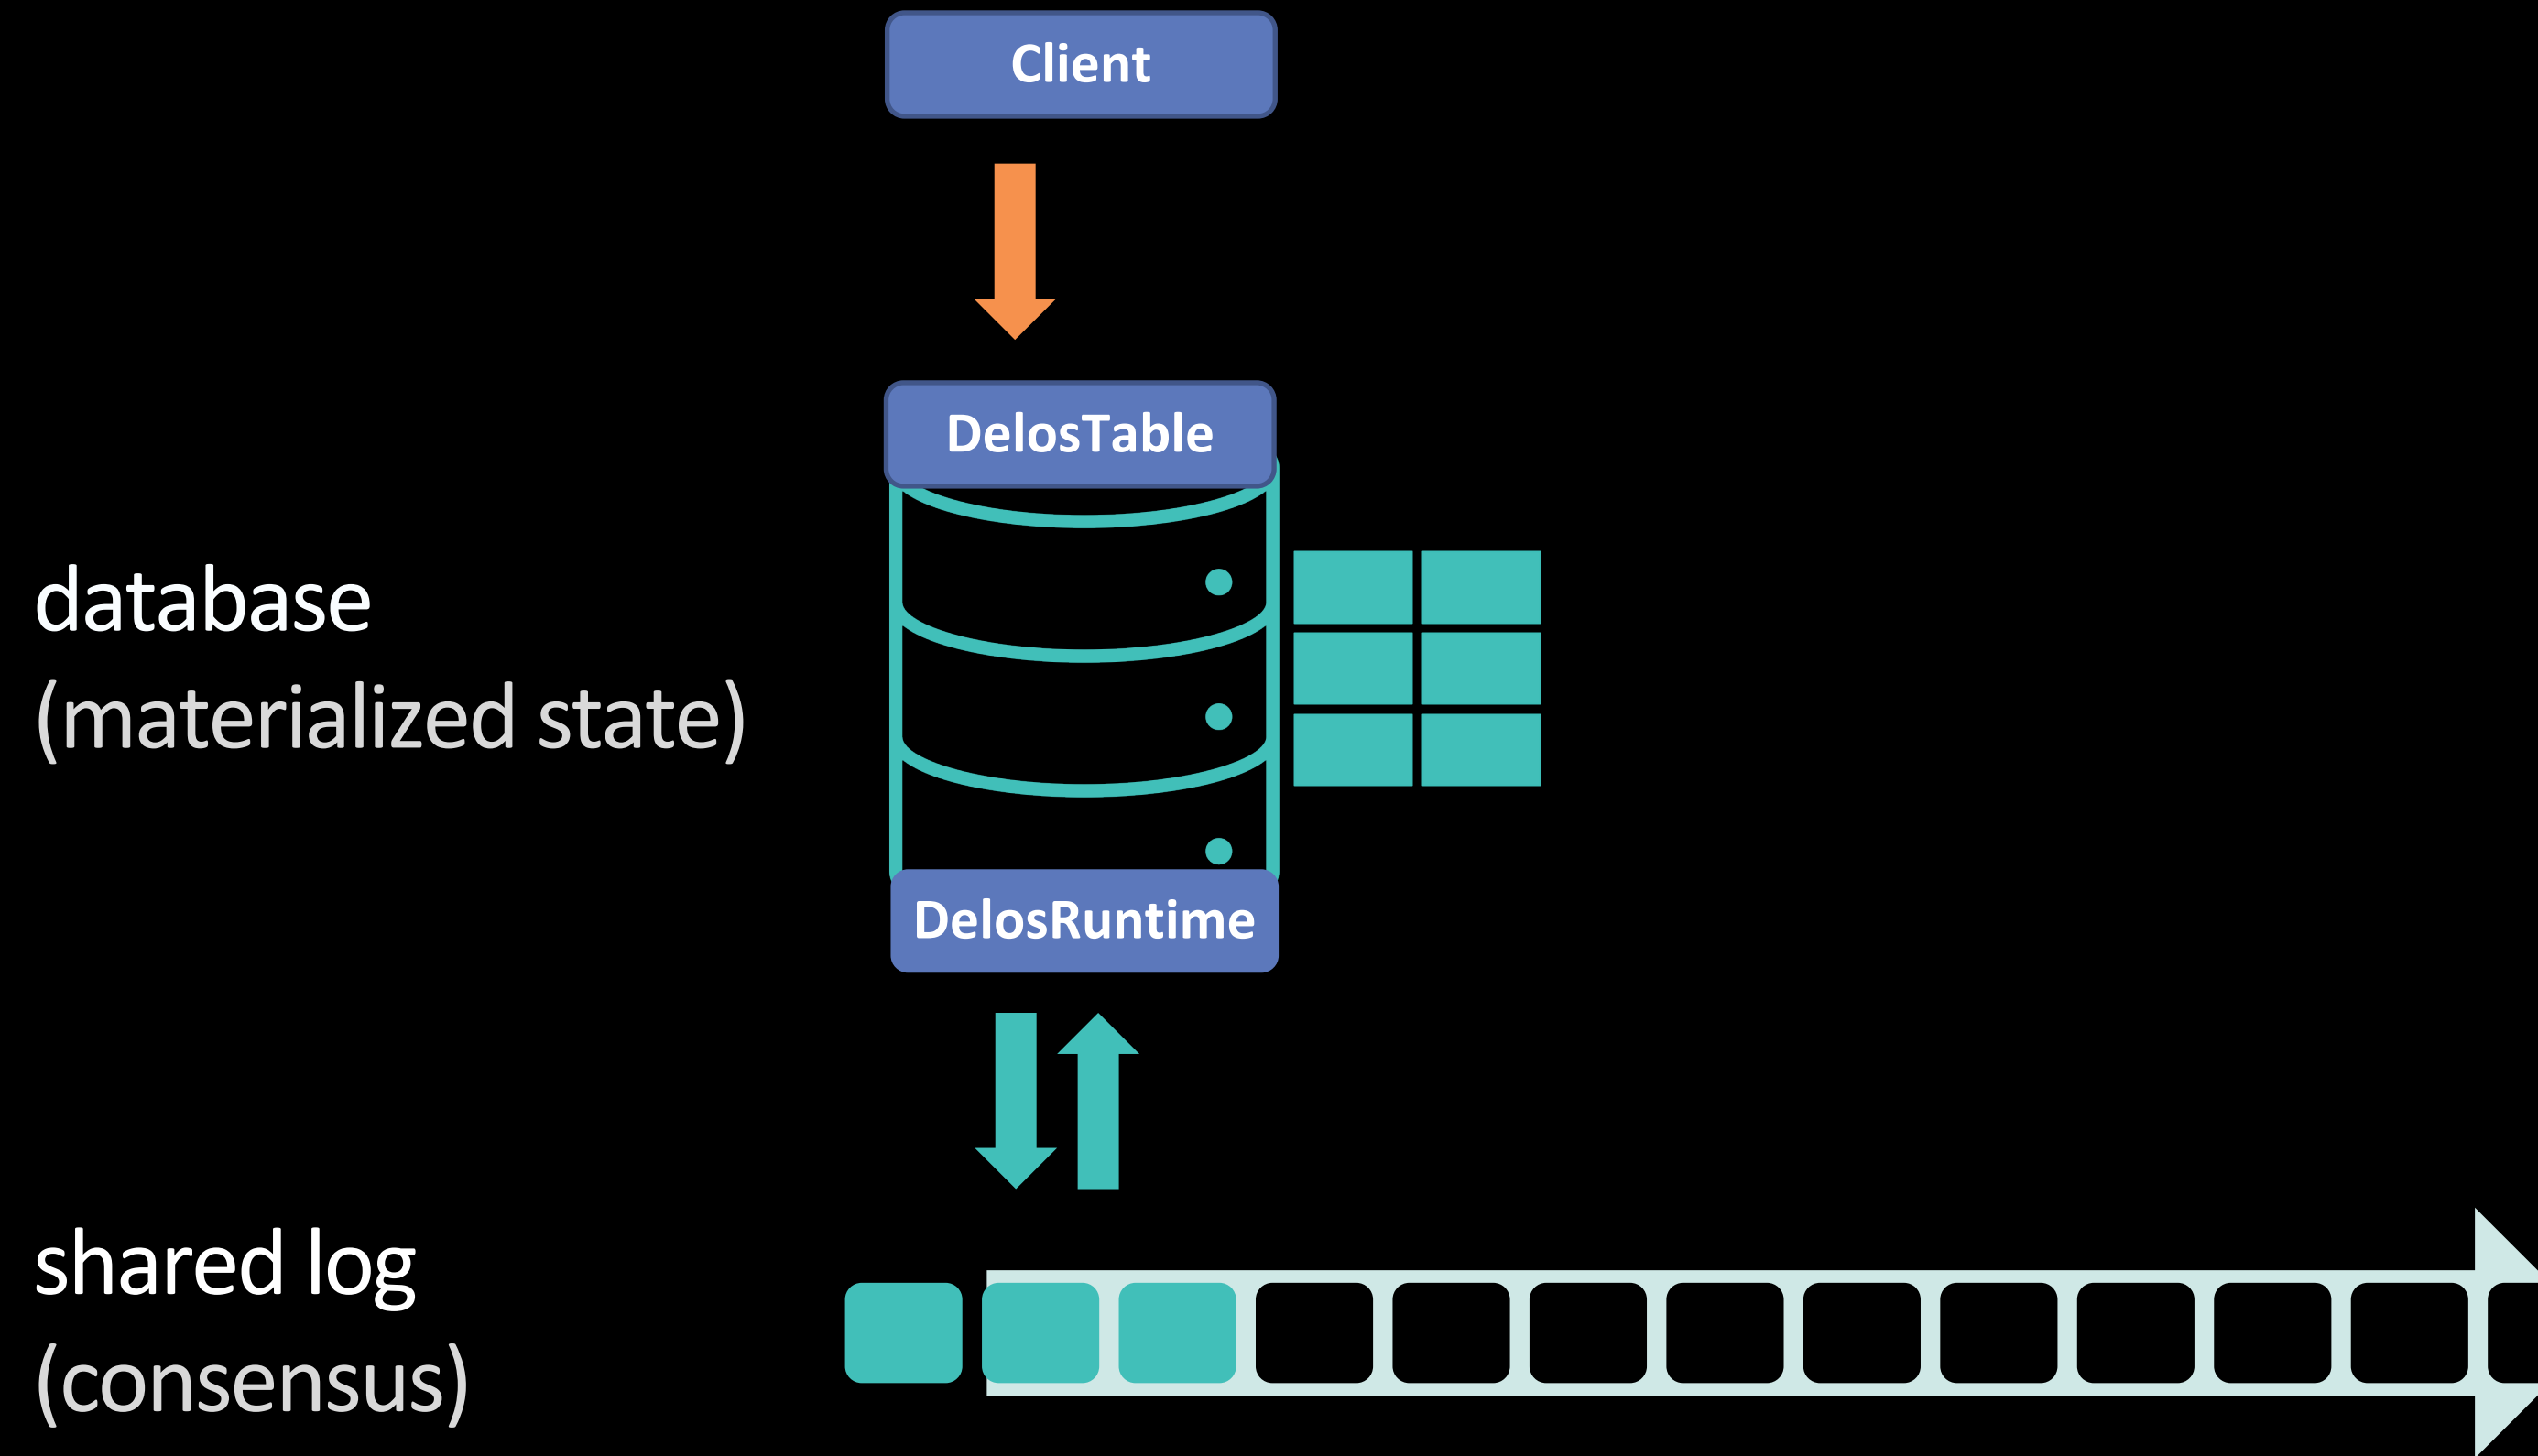 Client
DelosTable
database
(materialized state)
DelosRuntime
shared log
(consensus)